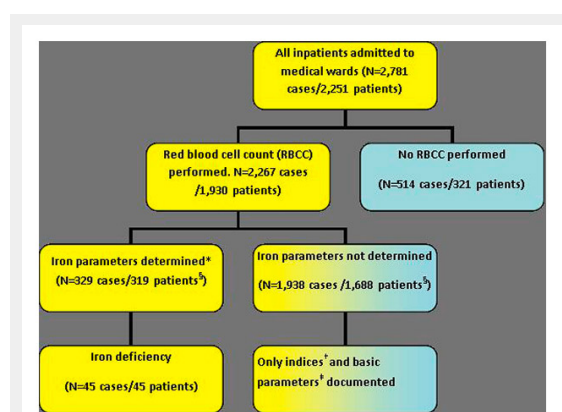 All inpatients admitted to
medical wards (N=2,781
cases/2,251 patients)
Red blood cell count (RBCC)
performed. N=2,267 cases
/1,930 patients)
No RBCC performed
(N=514 cases/321 patients)
Iron parameters determined*
(N=329 cases/319 patients§)
Iron parameters not determined
(N=1,938 cases /1,688 patients§)
Iron deficiency
(N=45 cases/45 patients)
Only indices† and basic
parameters‡ documented